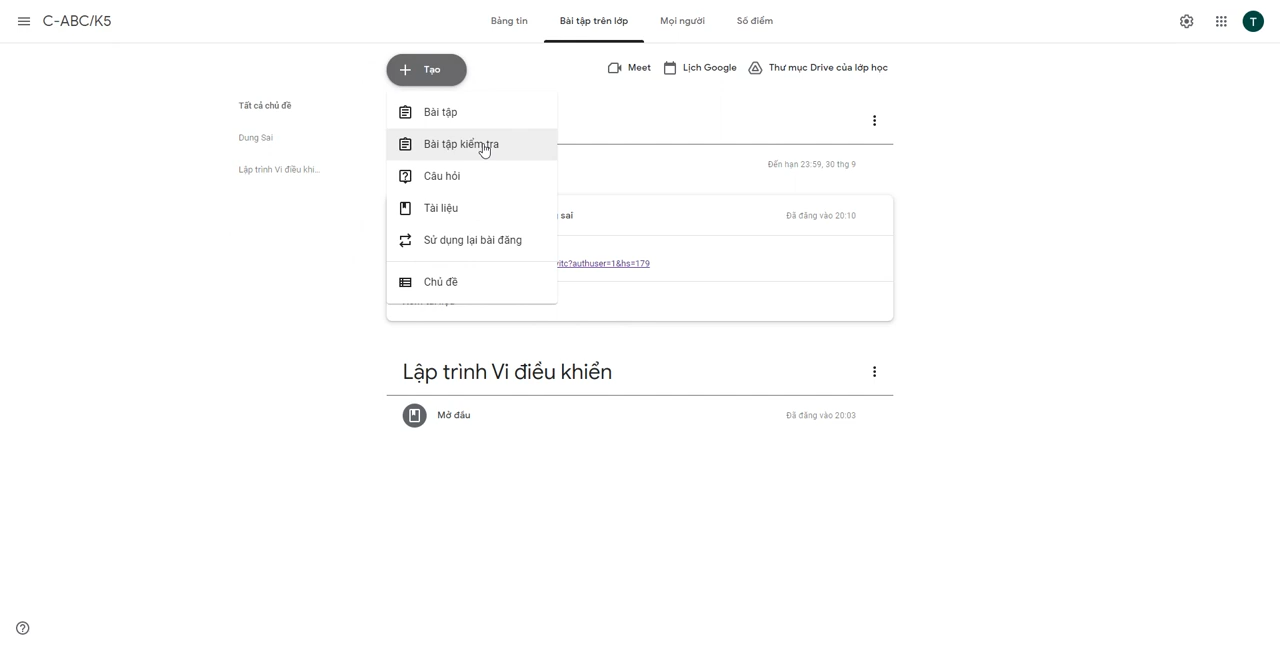 C-ABC/K5
Bảng tin
Bài tập trên lớp
Mọi người
Số điểm
T
Tạo
Meet
Lịch Google
Thư mục Drive của lớp học
Tất cả chủ đề
Dung Sai
Lập trình Vi điều khi...
Bài tập
Bài tập kiểm tra
Câu hỏi
Tài liệu
Sử dụng lại bài đăng
Chủ đề
Đến hạn 23:59, 30 thg 9
sai
Đã đăng vào 20:10
itc?authuser=1&hs=179
Lập trình Vi điều khiển
Mở đầu
Đã đăng vào 20:03